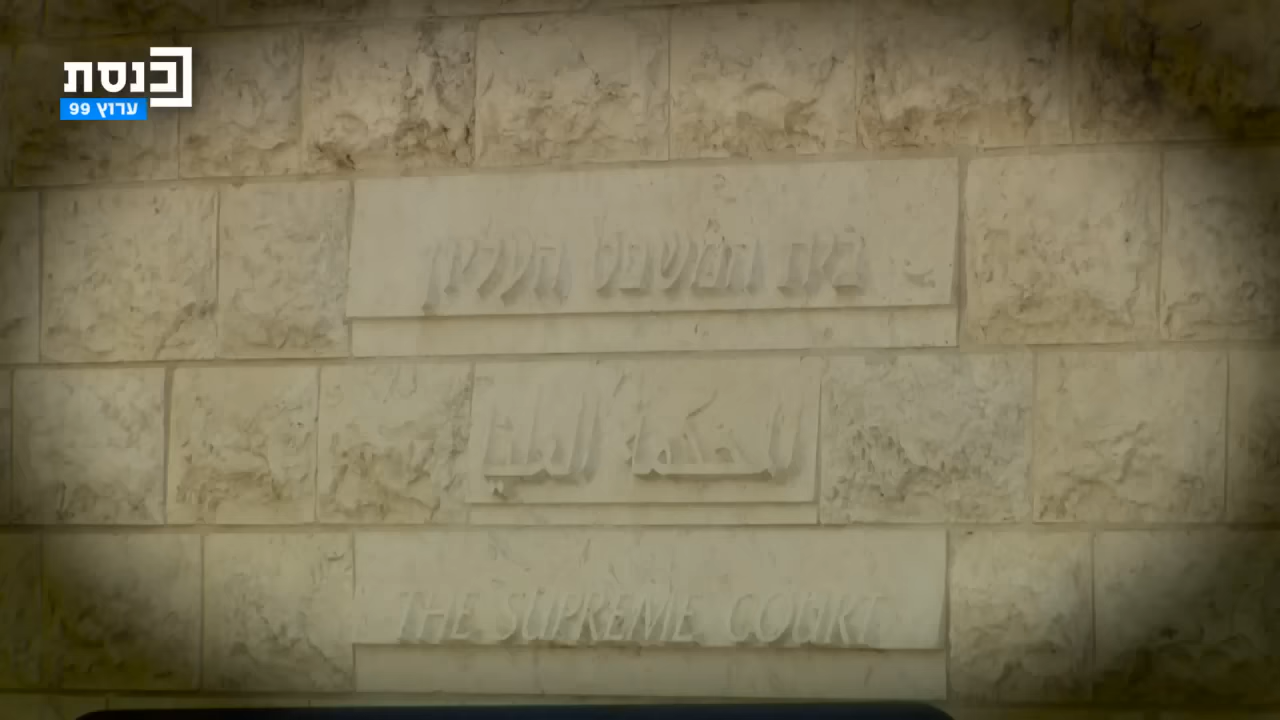 כנסת
ערוץ 99
בית המשפט העליון
المحكمة العليا
THE SUPREME COURT